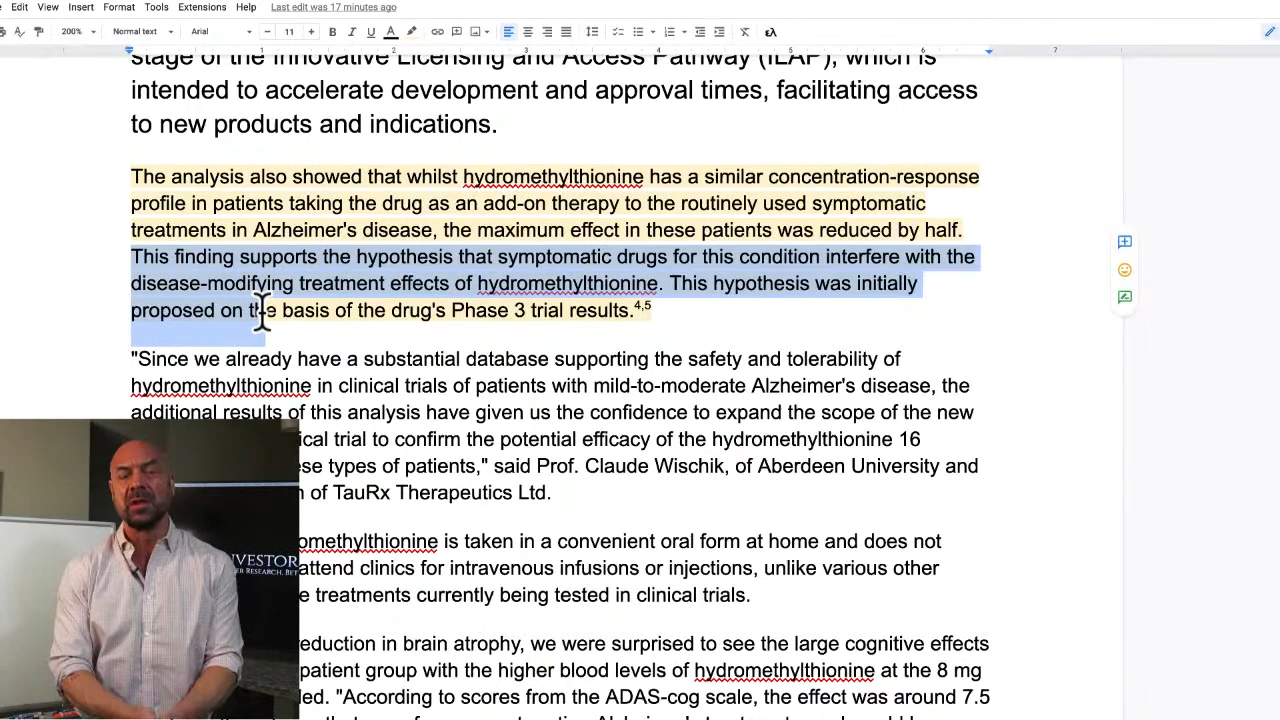 Edit View Insert Format Tools Extensions Help Last edit was 17 minutes ago
200% Normal text Arial 11 B I U A
1 2 3 4 5 6 7
stage of the Innovative Licensing and Access Pathway (ILAP), which is
intended to accelerate development and approval times, facilitating access
to new products and indications.
The analysis also showed that whilst hydromethylthionine has a similar concentration-response
profile in patients taking the drug as an add-on therapy to the routinely used symptomatic
treatments in Alzheimer's disease, the maximum effect in these patients was reduced by half.
This finding supports the hypothesis that symptomatic drugs for this condition interfere with the
disease-modifying treatment effects of hydromethylthionine. This hypothesis was initially
proposed on the basis of the drug's Phase 3 trial results.4,5
"Since we already have a substantial database supporting the safety and tolerability of
hydromethylthionine in clinical trials of patients with mild-to-moderate Alzheimer's disease, the
additional results of this analysis have given us the confidence to expand the scope of the new
ical trial to confirm the potential efficacy of the hydromethylthionine 16
ese types of patients," said Prof. Claude Wischik, of Aberdeen University and
n of TauRx Therapeutics Ltd.
omethylthionine is taken in a convenient oral form at home and does not
attend clinics for intravenous infusions or injections, unlike various other
e treatments currently being tested in clinical trials.
reduction in brain atrophy, we were surprised to see the large cognitive effects
patient group with the higher blood levels of hydromethylthionine at the 8 mg
ded. "According to scores from the ADAS-cog scale, the effect was around 7.5
NVESTOR